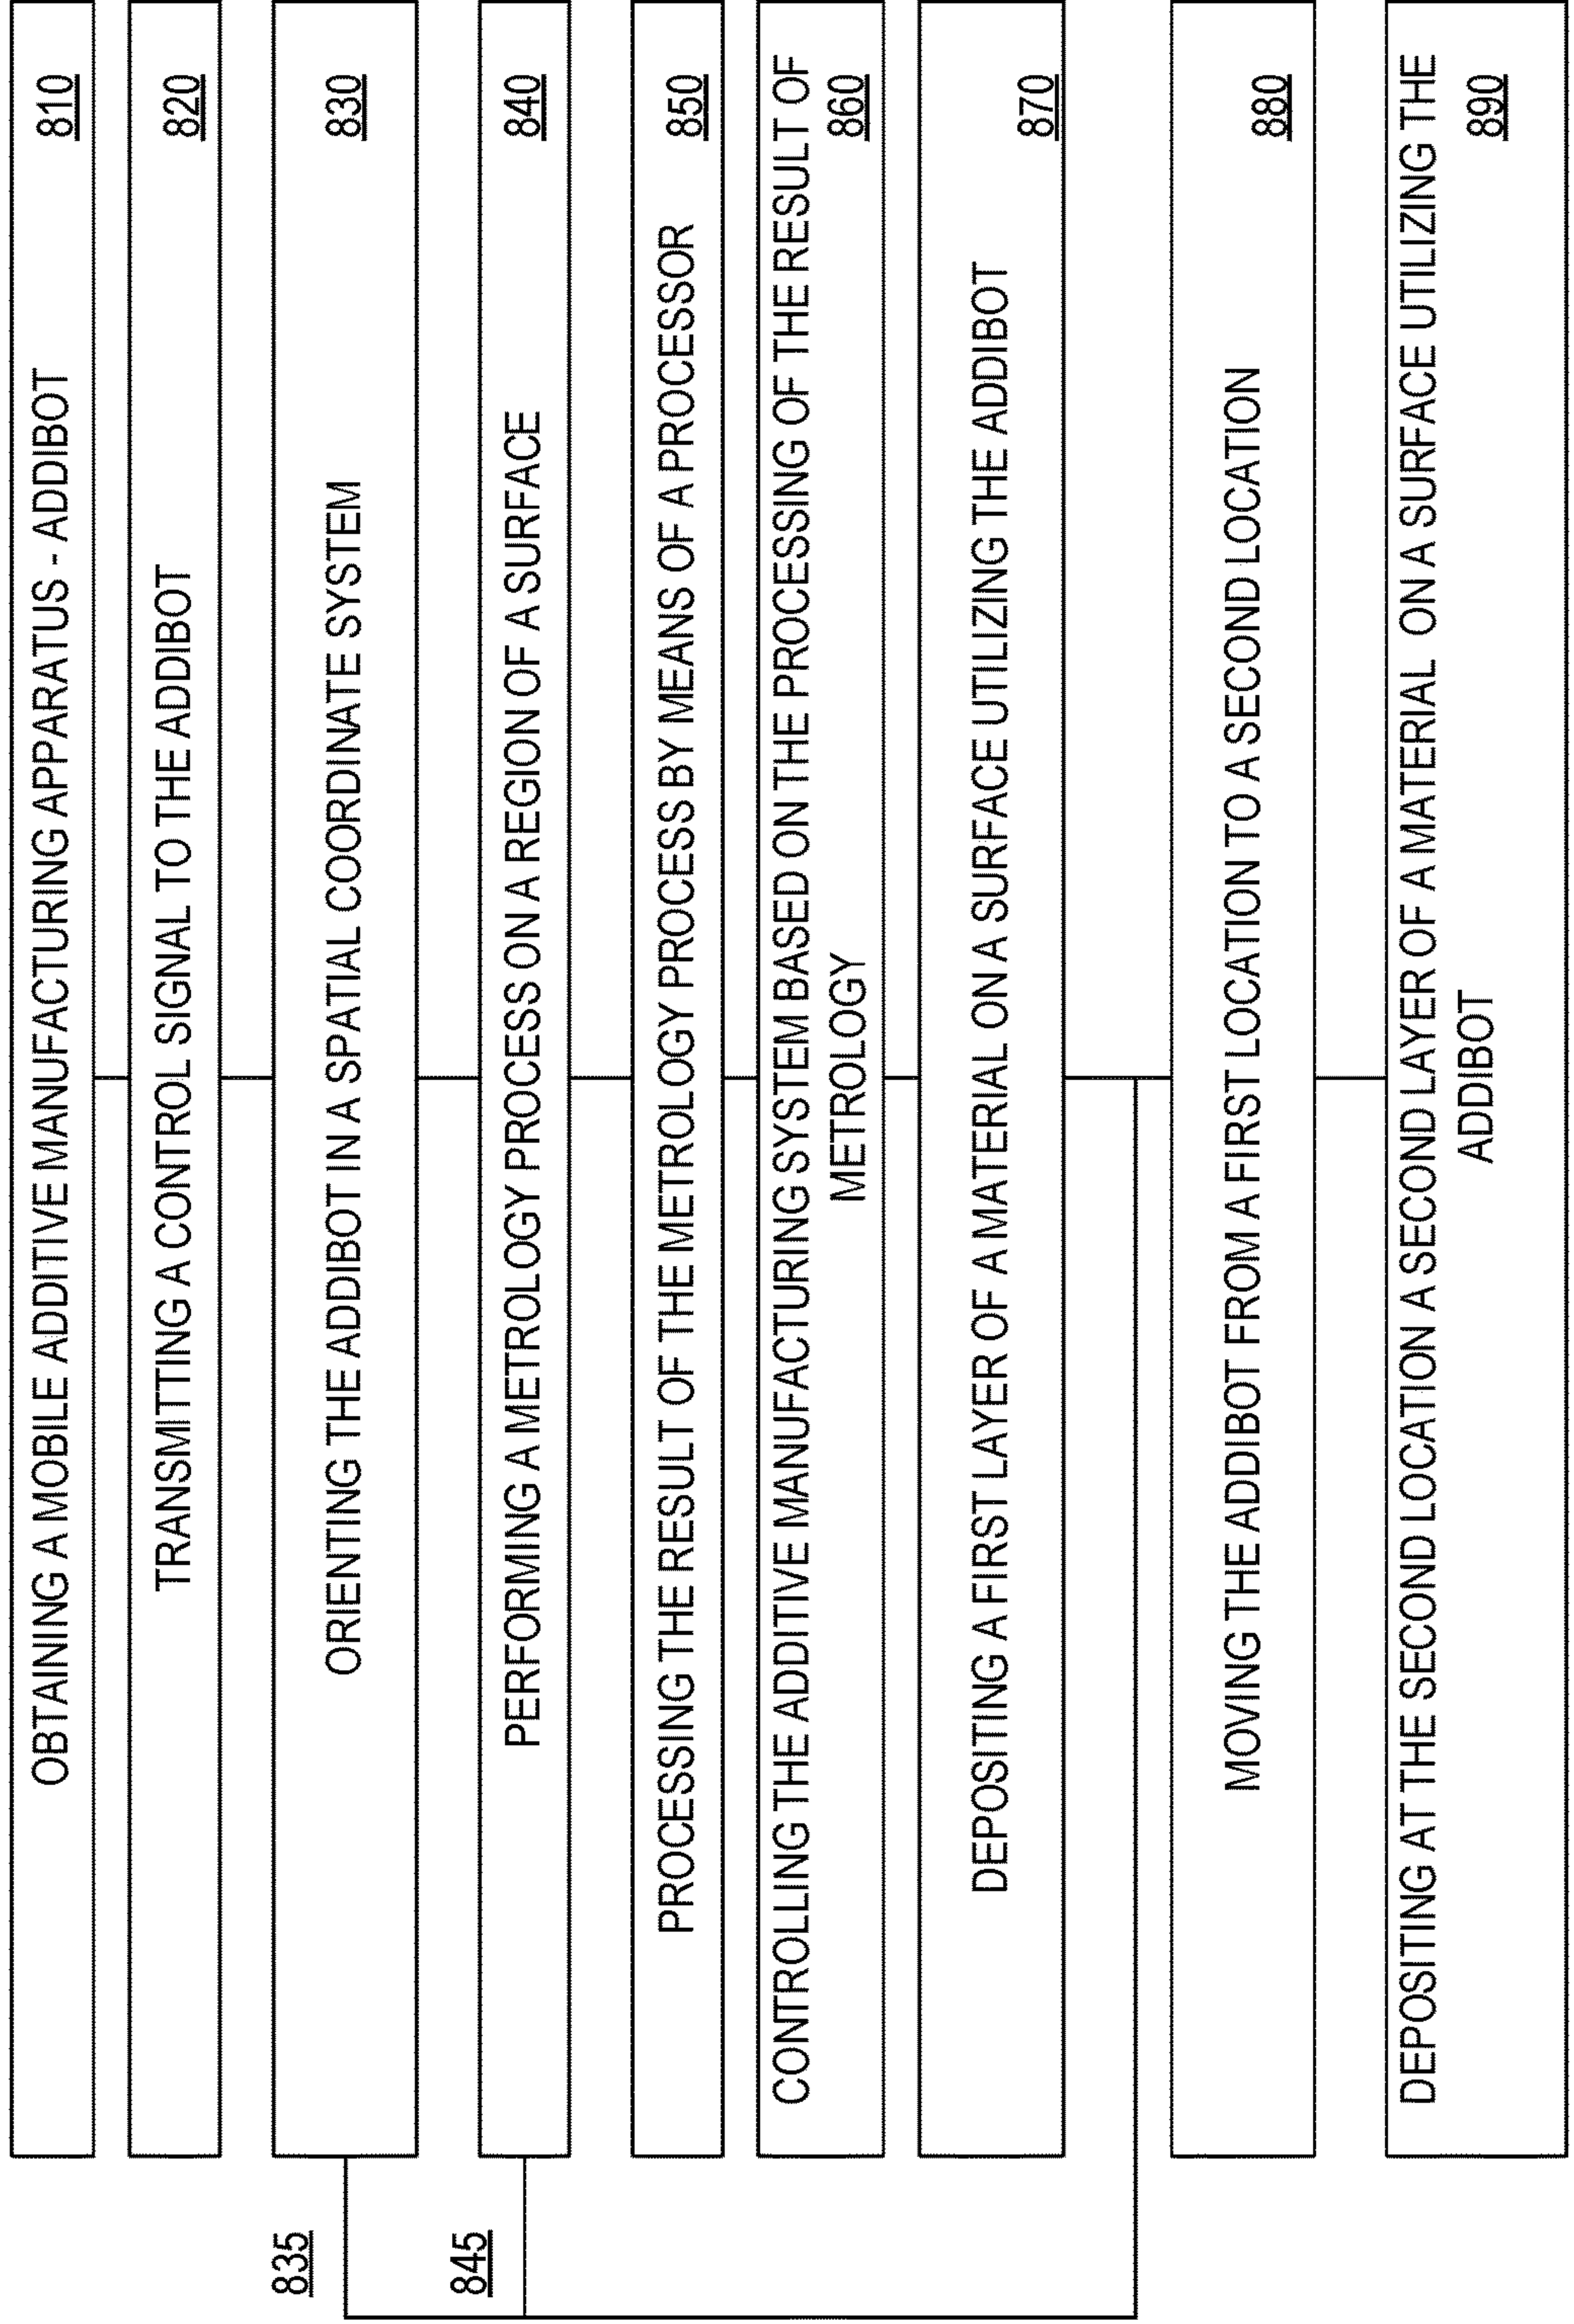 OBTAINING A MOBILE ADDITIVE MANUFACTURING APPARATUS - ADDIBOT
810
TRANSMITTING A CONTROL SIGNAL TO THE ADDIBOT
820
835
ORIENTING THE ADDIBOT IN A SPATIAL COORDINATE SYSTEM
830
845
PERFORMING A METROLOGY PROCESS ON A REGION OF A SURFACE
840
PROCESSING THE RESULT OF THE METROLOGY PROCESS BY MEANS OF A PROCESSOR
850
CONTROLLING THE ADDITIVE MANUFACTURING SYSTEM BASED ON THE PROCESSING OF THE RESULT OF
METROLOGY
860
DEPOSITING A FIRST LAYER OF A MATERIAL ON A SURFACE UTILIZING THE ADDIBOT
870
MOVING THE ADDIBOT FROM A FIRST LOCATION TO A SECOND LOCATION
880
DEPOSITING AT THE SECOND LOCATION A SECOND LAYER OF A MATERIAL ON A SURFACE UTILIZING THE
ADDIBOT
890